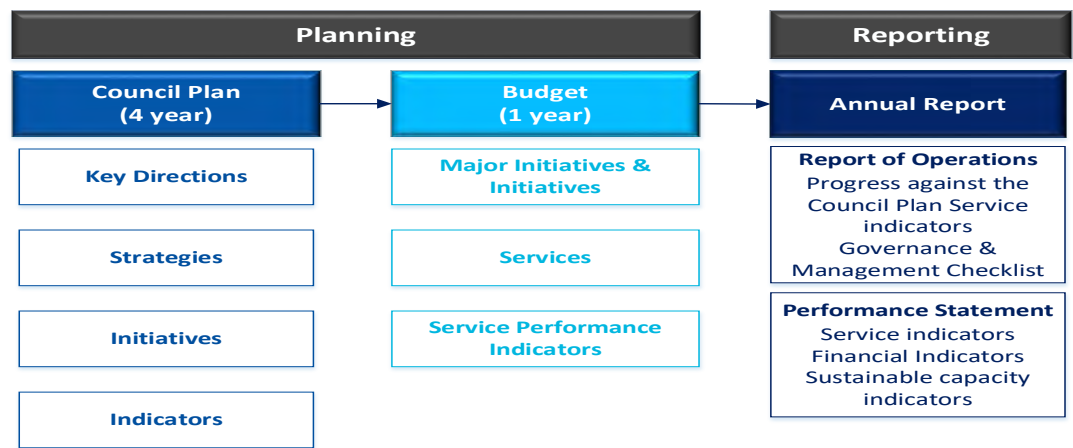 Planning
Reporting
Council Plan
(4 year)
Budget
(1 year)
Annual Report
Key Directions
Strategies
Initiatives
Indicators
Major Initiatives &
Initiatives
Services
Service Performance
Indicators
Report of Operations
Progress against the
Council Plan Service
indicators
Governance &
Management Checklist
Performance Statement
Service indicators
Financial Indicators
Sustainable capacity
indicators